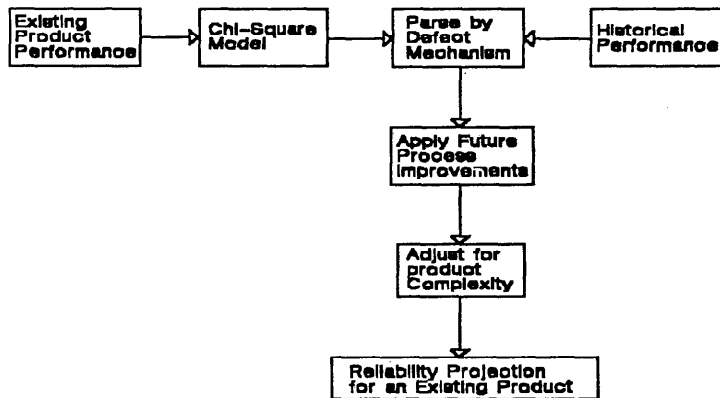 Existing
Product
Performance
Chi-Square
Model
Parse by
Defect
Mechanism
Historical
Performance
Apply Future
Process
Improvements
Adjust for
product
Complexity
Reliability Projection
for an Existing Product